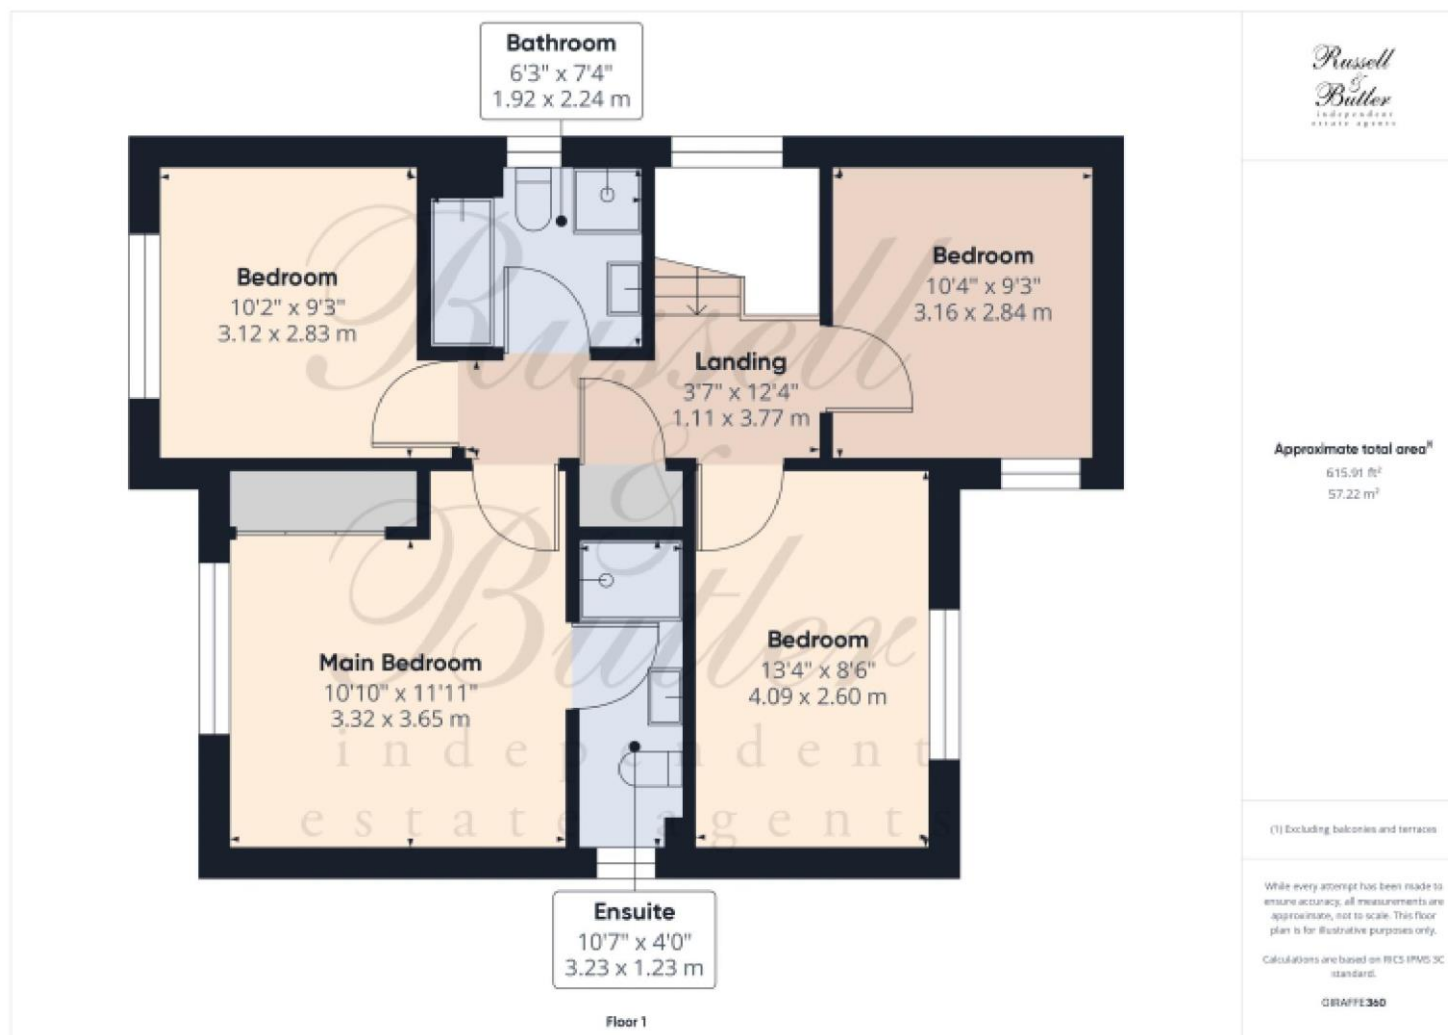 Bathroom
6'3" x 7'4"
1.92 x 2.24 m
Bedroom
10'2" x 9'3"
3.12 x 2.83 m
Landing
3'7" x 12'4"
1.11 x 3.77 m
Bedroom
10'4" x 9'3"
3.16 x 2.84 m
Main Bedroom
10'10" x 11'11"
3.32 x 3.65 m
Bedroom
13'4" x 8'6"
4.09 x 2.60 m
Ensuite
10'7" x 4'0"
3.23 x 1.23 m
Floor 1
Russell
&
Butler
independent
estate agents
Russell
&
Butler
independent
estate agents
Approximate total area⁽¹⁾
615.91 ft²
57.22 m²
(1) Excluding balconies and terraces
While every attempt has been made to
ensure accuracy, all measurements are
approximate, not to scale. This floor
plan is for illustrative purposes only.
Calculations are based on RICS IPMS 3C
standard.
GIRAFFE360